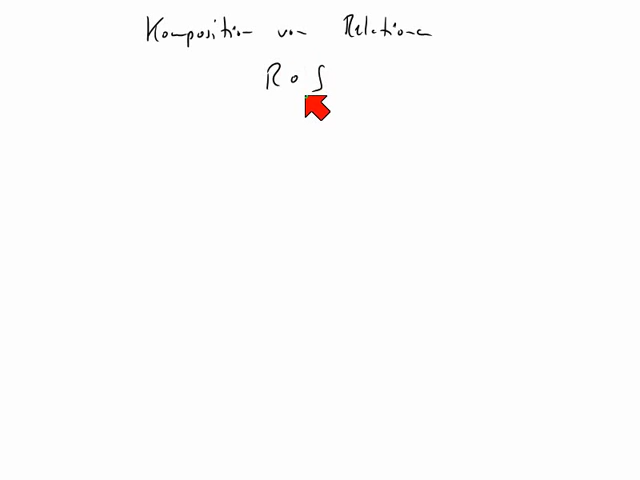 Komposition von Relationen
R ∘ S